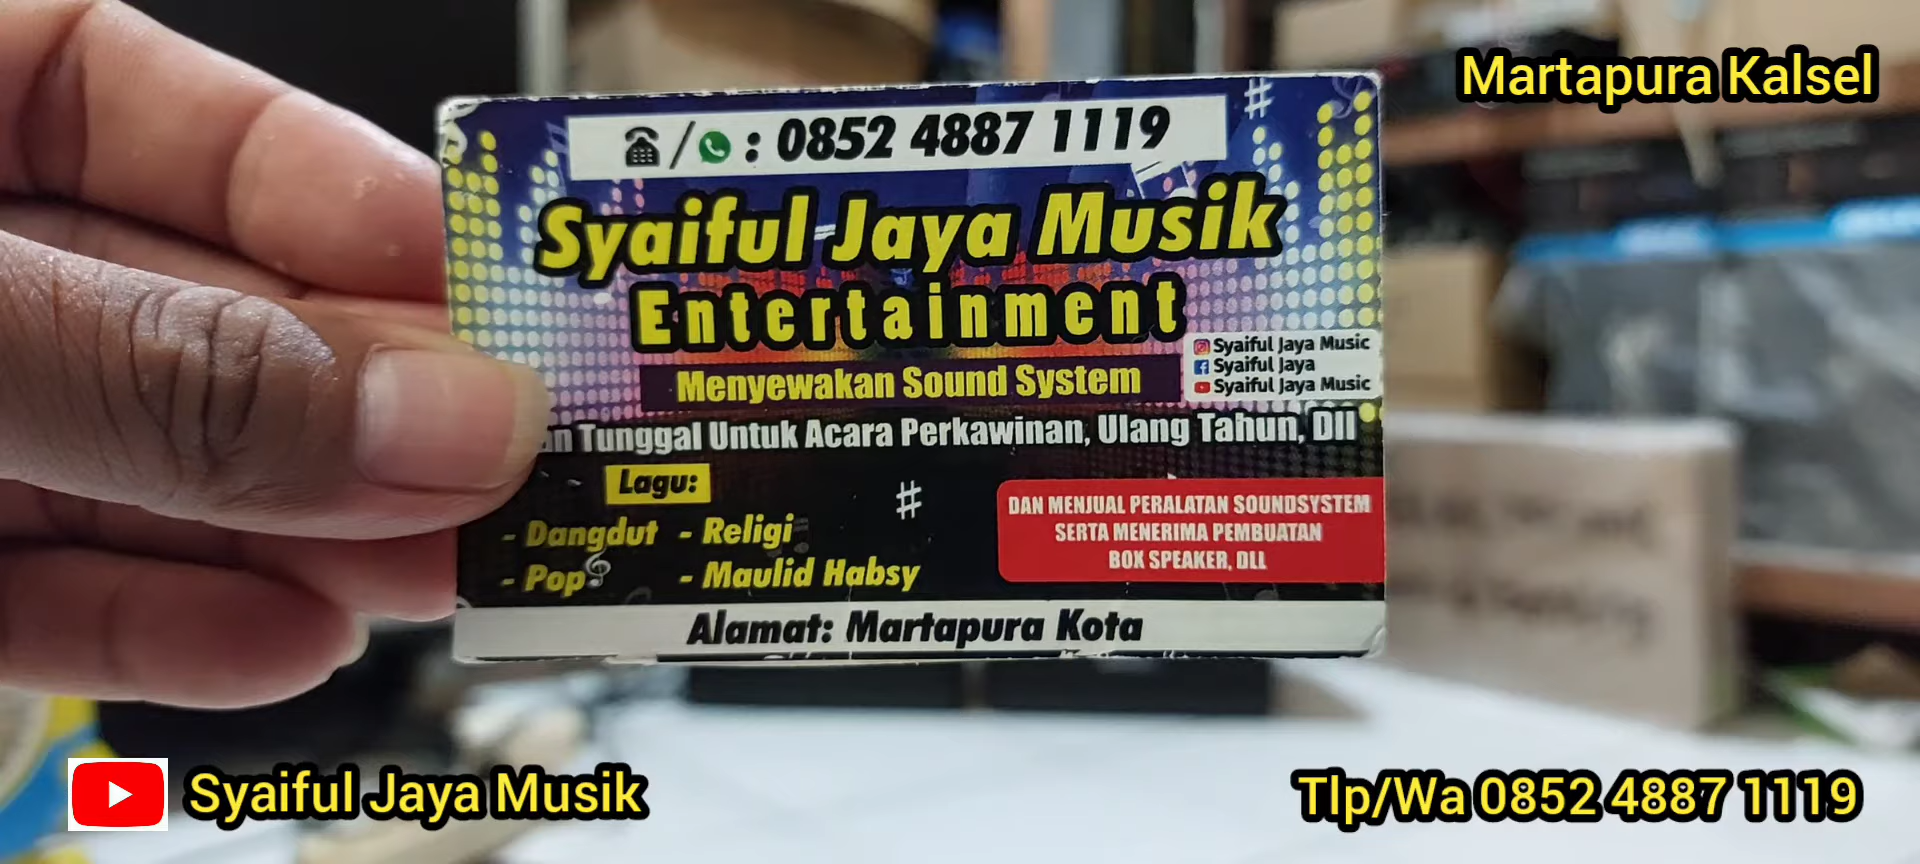 Martapura Kalsel
: 0852 4887 1119
Syaiful Jaya Musik
Entertainment
Syaiful Jaya Music
Syaiful Jaya
Syaiful Jaya Music
Menyewakan Sound System
Tunggal Untuk Acara Perkawinan, Ulang Tahun, Dll
Lagu:
- Dangdut - Religi
- Pop - Maulid Habsy
DAN MENJUAL PERALATAN SOUNDSYSTEM
SERTA MENERIMA PEMBUATAN
BOX SPEAKER, DLL
Alamat: Martapura Kota
Syaiful Jaya Musik
Tlp/Wa 0852 4887 1119